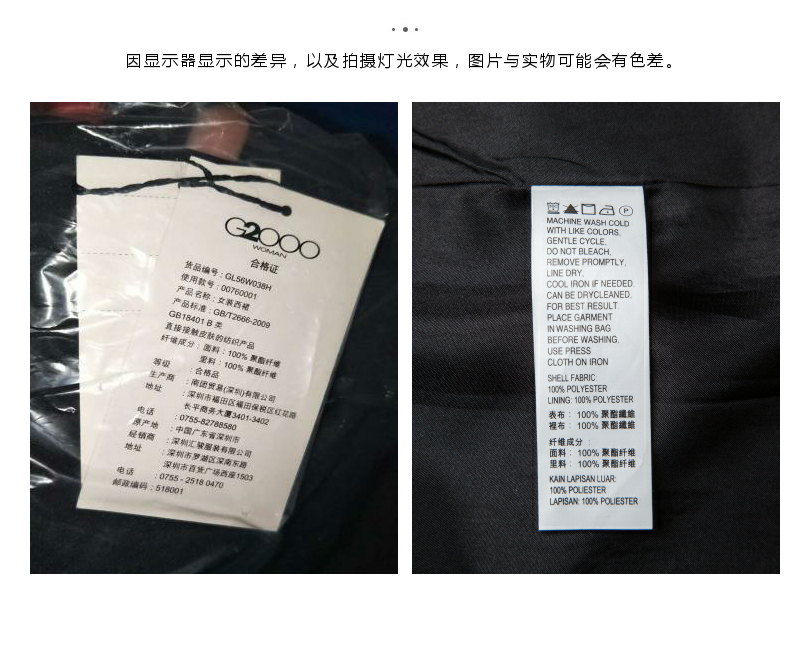 因显示器显示的差异，以及拍摄灯光效果，图片与实物可能会有色差。
G2000
WOMAN
合格证
货品编号：GL56W038H
使用款号：00760001
产品名称：女装西裙
产品标准：GB/T2666-2009
GB18401 B 类
直接接触皮肤的纺织产品
纤维成分：面料：100% 聚酯纤维
里料：100% 聚酯纤维
等级：合格品
生产商：南团贸易(深圳)有限公司
地址：深圳市福田区福田保税区红花路
长平商务大厦3401-3402
电话：0755-82788580
原产地：中国广东省深圳市
经销商：深圳汇骏服装有限公司
地址：深圳市罗湖区深南东路
深圳市百货广场西座1503
电话：0755-2518 0470
邮政编码：518001
P
MACHINE WASH COLD
WITH LIKE COLORS.
GENTLE CYCLE.
DO NOT BLEACH.
REMOVE PROMPTLY.
LINE DRY.
COOL IRON IF NEEDED.
CAN BE DRYCLEANED.
FOR BEST RESULT.
PLACE GARMENT
IN WASHING BAG
BEFORE WASHING.
USE PRESS
CLOTH ON IRON
SHELL FABRIC:
100% POLYESTER
LINING: 100% POLYESTER
表布：100% 聚酯纖維
裡布：100% 聚酯纖維
纤维成分：
面料：100% 聚酯纤维
里料：100% 聚酯纤维
KAIN LAPISAN LUAR:
100% POLIESTER
LAPISAN: 100% POLIESTER